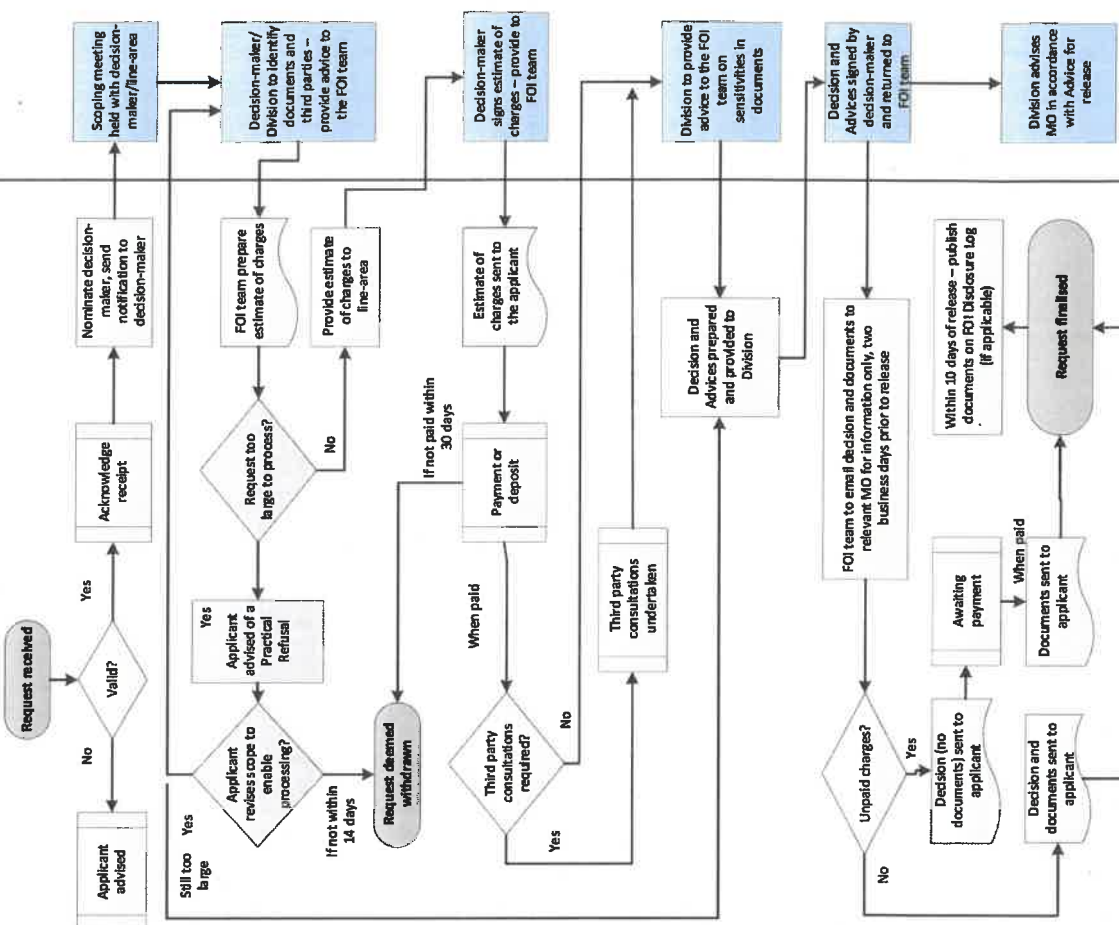 Request received
Valid?
No
Yes
Applicant
advised
Acknowledge
receipt
Nominate decision-
maker, send
notification to
decision-maker
Scoping meeting
held with decision-
maker/line-area
Decision-maker/
Division to identify
documents and
third parties –
provide advice to
the FOI team
FOI team prepare
estimate of charges
Request too
large to process?
No
Provide estimate
of charges to
line-area
Yes
Applicant
advised of a
Practical
Refusal
Applicant
revises scope to
enable
processing?
Yes
Still too
large
If not within
14 days
Request deemed
withdrawn
Decision-maker
signs estimate of
charges – provide to
FOI team
Estimate of
charges sent to
the applicant
Payment or
deposit
If not paid within
30 days
When paid
Third party
consultations
required?
No
Yes
Third party
consultations
undertaken
Division to provide
advice to the FOI
team on
sensitivities in
documents
Decision and
Advices prepared
and provided to
Division
Decision and
Advices signed by
decision-maker
and returned to
FOI team
Division advises
MO in accordance
with Advice for
release
FOI team to email decision and documents to
relevant MO for information only, two
business days prior to release
Unpaid charges?
Yes
No
Decision (no
documents) sent to
applicant
Awaiting
payment
When paid
Documents sent to
applicant
Decision and
documents sent to
applicant
Request finalised
Within 10 days of release – publish
documents on FOI Disclosure Log
(if applicable)
.